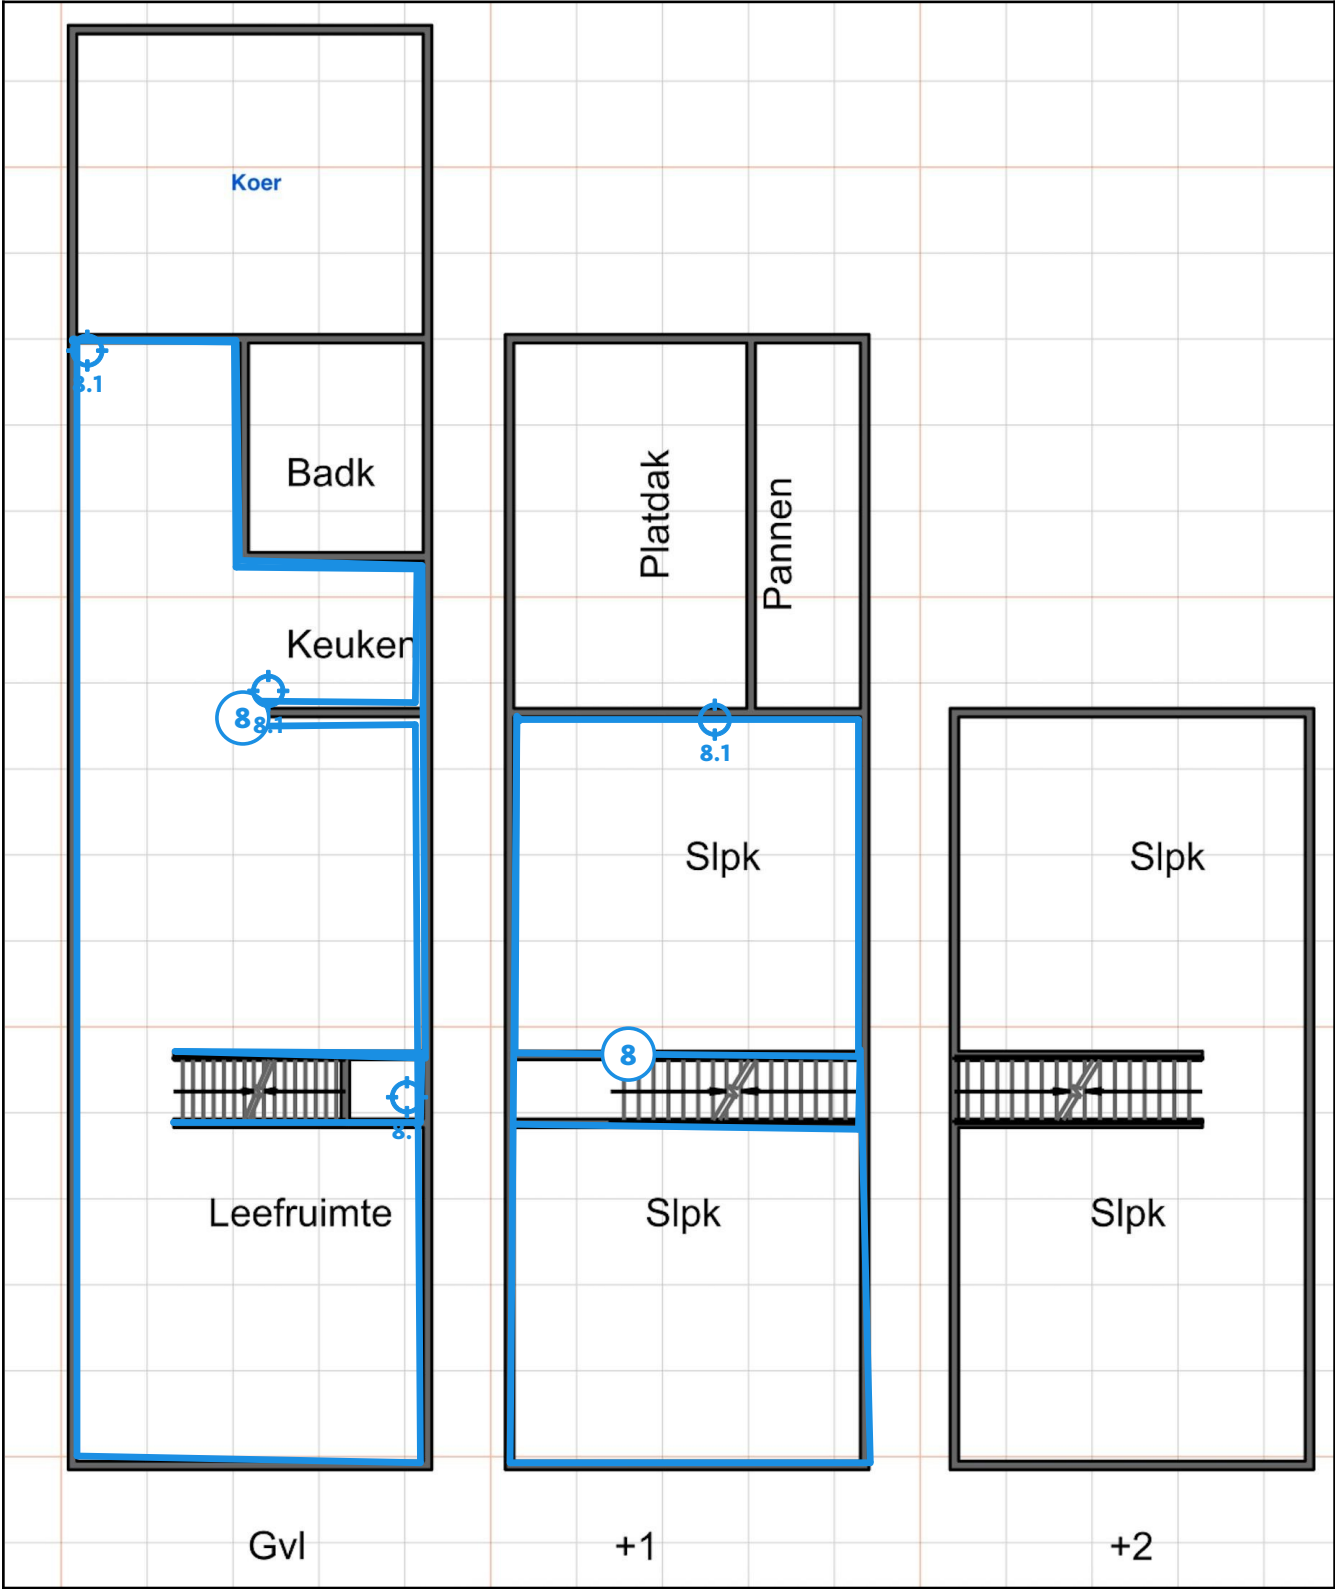 Koer
8.1
Badk
Keuken
8
8.1
8.
Leefruimte
Gvl
Platdak
Pannen
8.1
Slpk
8
Slpk
+1
Slpk
Slpk
+2